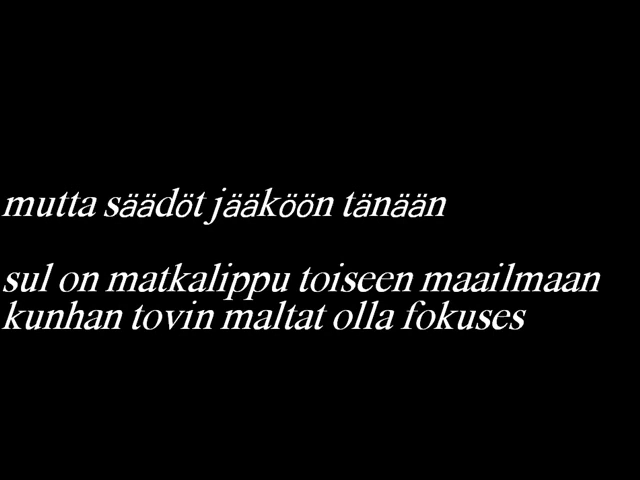 mutta säädöt jääköön tänään
sul on matkalippu toiseen maailmaan
kunhan tovin maltat olla fokuses